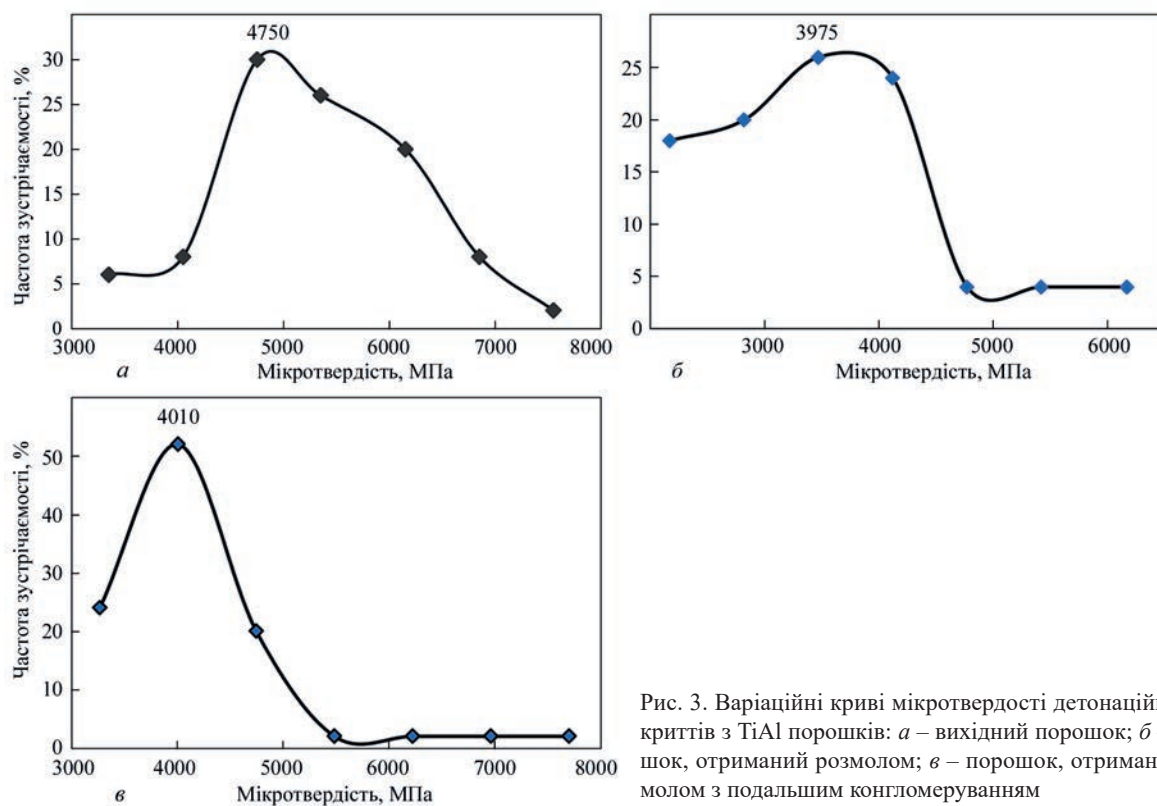 4750
30
25
20
15
10
5
0
Частота зустрічаємості, %
3000 4000 5000 6000 7000 8000
а Мікротвердість, МПа
3975
25
20
15
10
5
0
3000 4000 5000 6000
б Мікротвердість, МПа
4010
50
40
30
20
10
0
Частота зустрічаємості, %
3000 4000 5000 6000 7000 8000
в Мікротвердість, МПа
Рис. 3. Варіаційні криві мікротвердості детонацій
криттів з TiAl порошків: а – вихідний порошок; б
шок, отриманий розмолом; в – порошок, отриман
молом з подальшим конгломеруванням